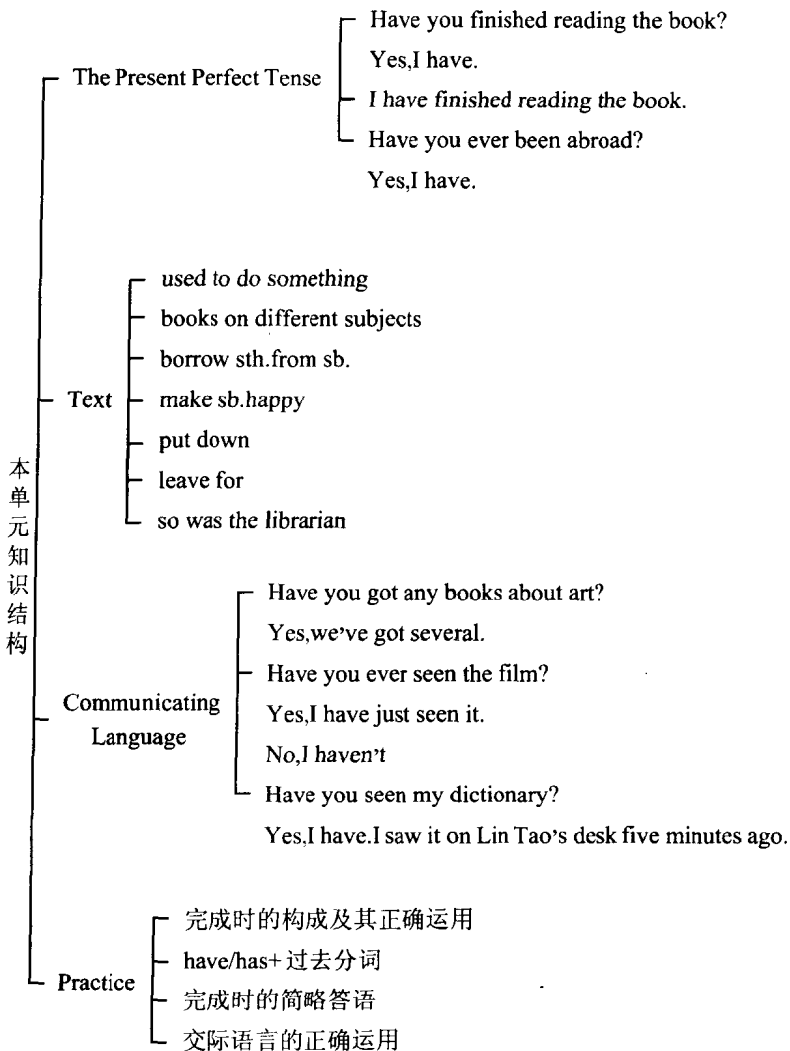 本单元知识结构
The Present Perfect Tense
Have you finished reading the book?
Yes,I have.
I have finished reading the book.
Have you ever been abroad?
Yes,I have.
Text
used to do something
books on different subjects
borrow sth.from sb.
make sb.happy
put down
leave for
so was the librarian
Communicating
Language
Have you got any books about art?
Yes,we've got several.
Have you ever seen the film?
Yes,I have just seen it.
No,I haven't
Have you seen my dictionary?
Yes,I have.I saw it on Lin Tao's desk five minutes ago.
Practice
完成时的构成及其正确运用
have/has+过去分词
完成时的简略答语
交际语言的正确运用